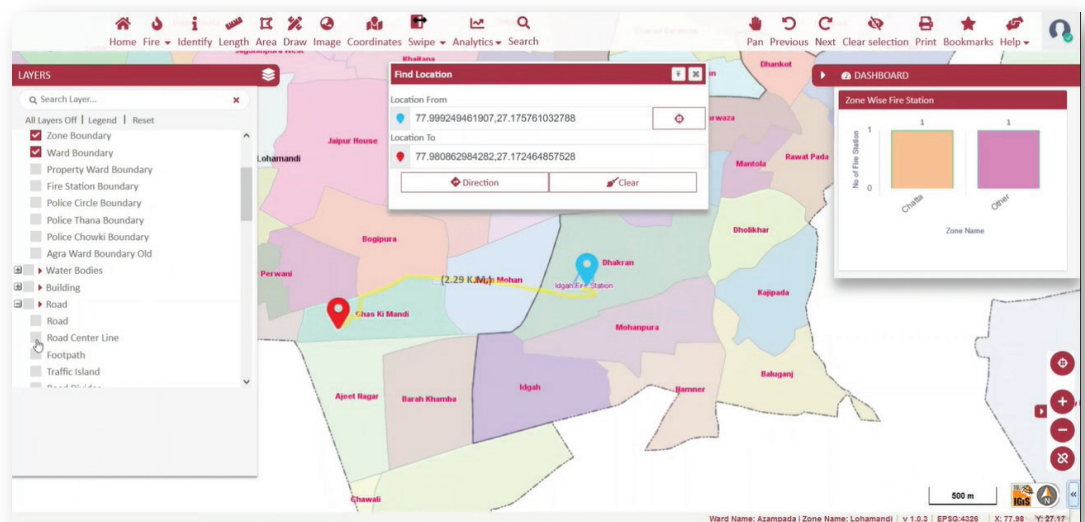 Home Fire Identify Length Area Draw Image Coordinates Swipe Analytics Search
Pan Previous Next Clear selection Print Bookmarks Help
LAYERS
Search Layer...
All Layers Off | Legend | Reset
Zone Boundary
Ward Boundary
Property Ward Boundary
Fire Station Boundary
Police Circle Boundary
Police Thana Boundary
Police Chowki Boundary
Agra Ward Boundary Old
Water Bodies
Building
Road
Road
Road Center Line
Footpath
Traffic Island
Find Location
Location From
77.999249461907,27.175761032788
Location To
77.980862984282,27.172464857528
Direction
Clear
DASHBOARD
Zone Wise Fire Station
No of Fire Station
1
0
1
1
Chatta
Other
Zone Name
Khaitana
Dhankot
Jaipur House
Lohamandi
Mantola
Rawat Pada
Bogipura
Dholikhar
Perwani
(2.29 K.M.)
Mohan
Dhakran
Idgah Fire Station
Ghas Ki Mandi
Kajipada
Mohanpura
Baluganj
Idgah
Namner
Ajeet Nagar
Barah Khamba
Chawali
500 m
IGiS
N
Ward Name: Azampada | Zone Name: Lohamandi | v 1.0.3 | EPSG:4326 | X: 77.98 Y: 27.17